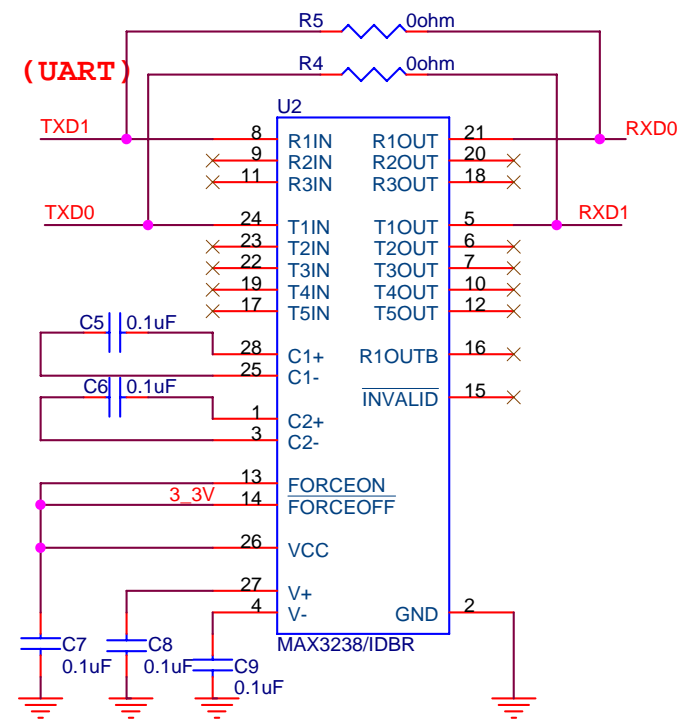 R5 0ohm
(UART)
R4 0ohm
U2
TXD1 8 R1IN R1OUT 21 RXD0
9 R2IN R2OUT 20
11 R3IN R3OUT 18
TXD0 24 T1IN T1OUT 5 RXD1
23 T2IN T2OUT 6
22 T3IN T3OUT 7
19 T4IN T4OUT 10
17 T5IN T5OUT 12
C5 0.1uF
28 C1+ R1OUTB 16
25 C1-
C6 0.1uF
INVALID 15
1 C2+
3 C2-
13 FORCEON
3_3V 14 FORCEOFF
26 VCC
27 V+
4 V- GND 2
MAX3238/IDBR
C7 0.1uF
C8 0.1uF
C9 0.1uF